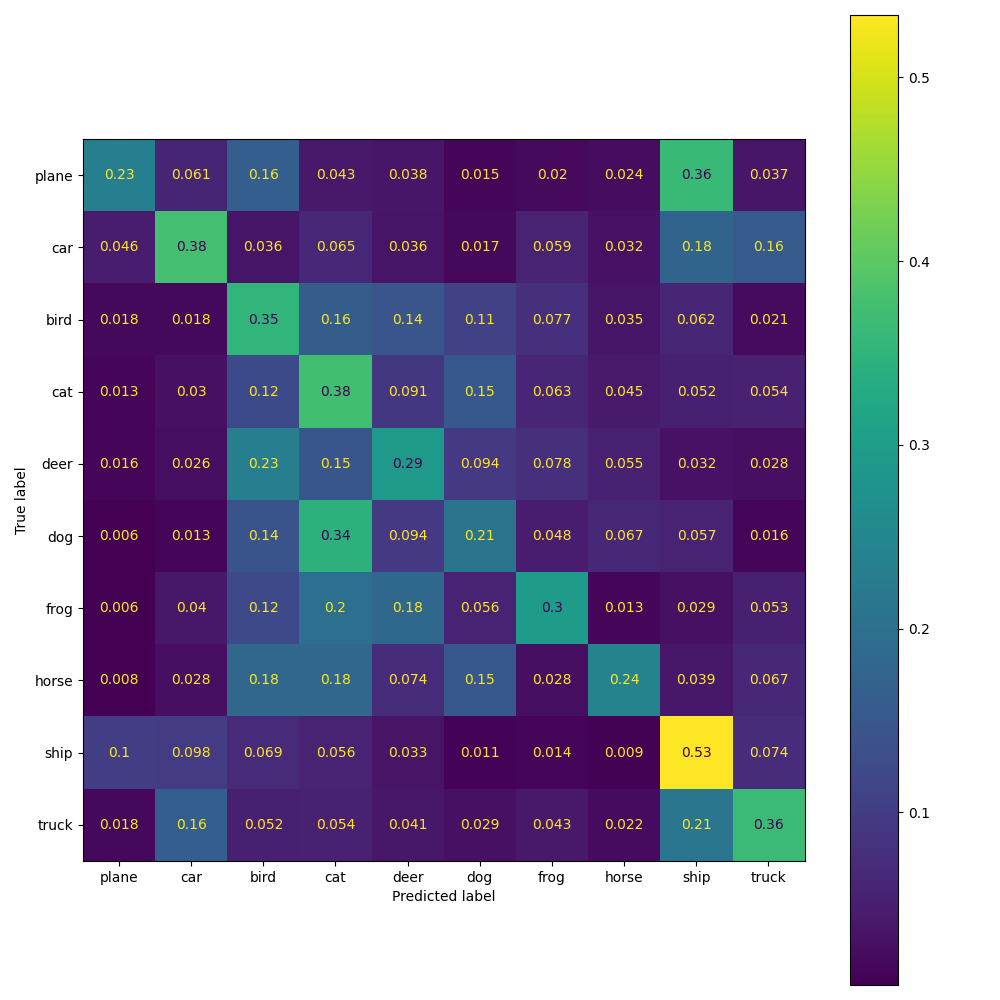 0.5
plane 0.23 0.061 0.16 0.043 0.038 0.015 0.02 0.024 0.36 0.037
car 0.046 0.38 0.036 0.065 0.036 0.017 0.059 0.032 0.18 0.16
0.4
bird 0.018 0.018 0.35 0.16 0.14 0.11 0.077 0.035 0.062 0.021
cat 0.013 0.03 0.12 0.38 0.091 0.15 0.063 0.045 0.052 0.054
0.3
deer 0.016 0.026 0.23 0.15 0.29 0.094 0.078 0.055 0.032 0.028
True label
dog 0.006 0.013 0.14 0.34 0.094 0.21 0.048 0.067 0.057 0.016
frog 0.006 0.04 0.12 0.2 0.18 0.056 0.3 0.013 0.029 0.053
0.2
horse 0.008 0.028 0.18 0.18 0.074 0.15 0.028 0.24 0.039 0.067
ship 0.1 0.098 0.069 0.056 0.033 0.011 0.014 0.009 0.53 0.074
0.1
truck 0.018 0.16 0.052 0.054 0.041 0.029 0.043 0.022 0.21 0.36
plane car bird cat deer dog frog horse ship truck
Predicted label